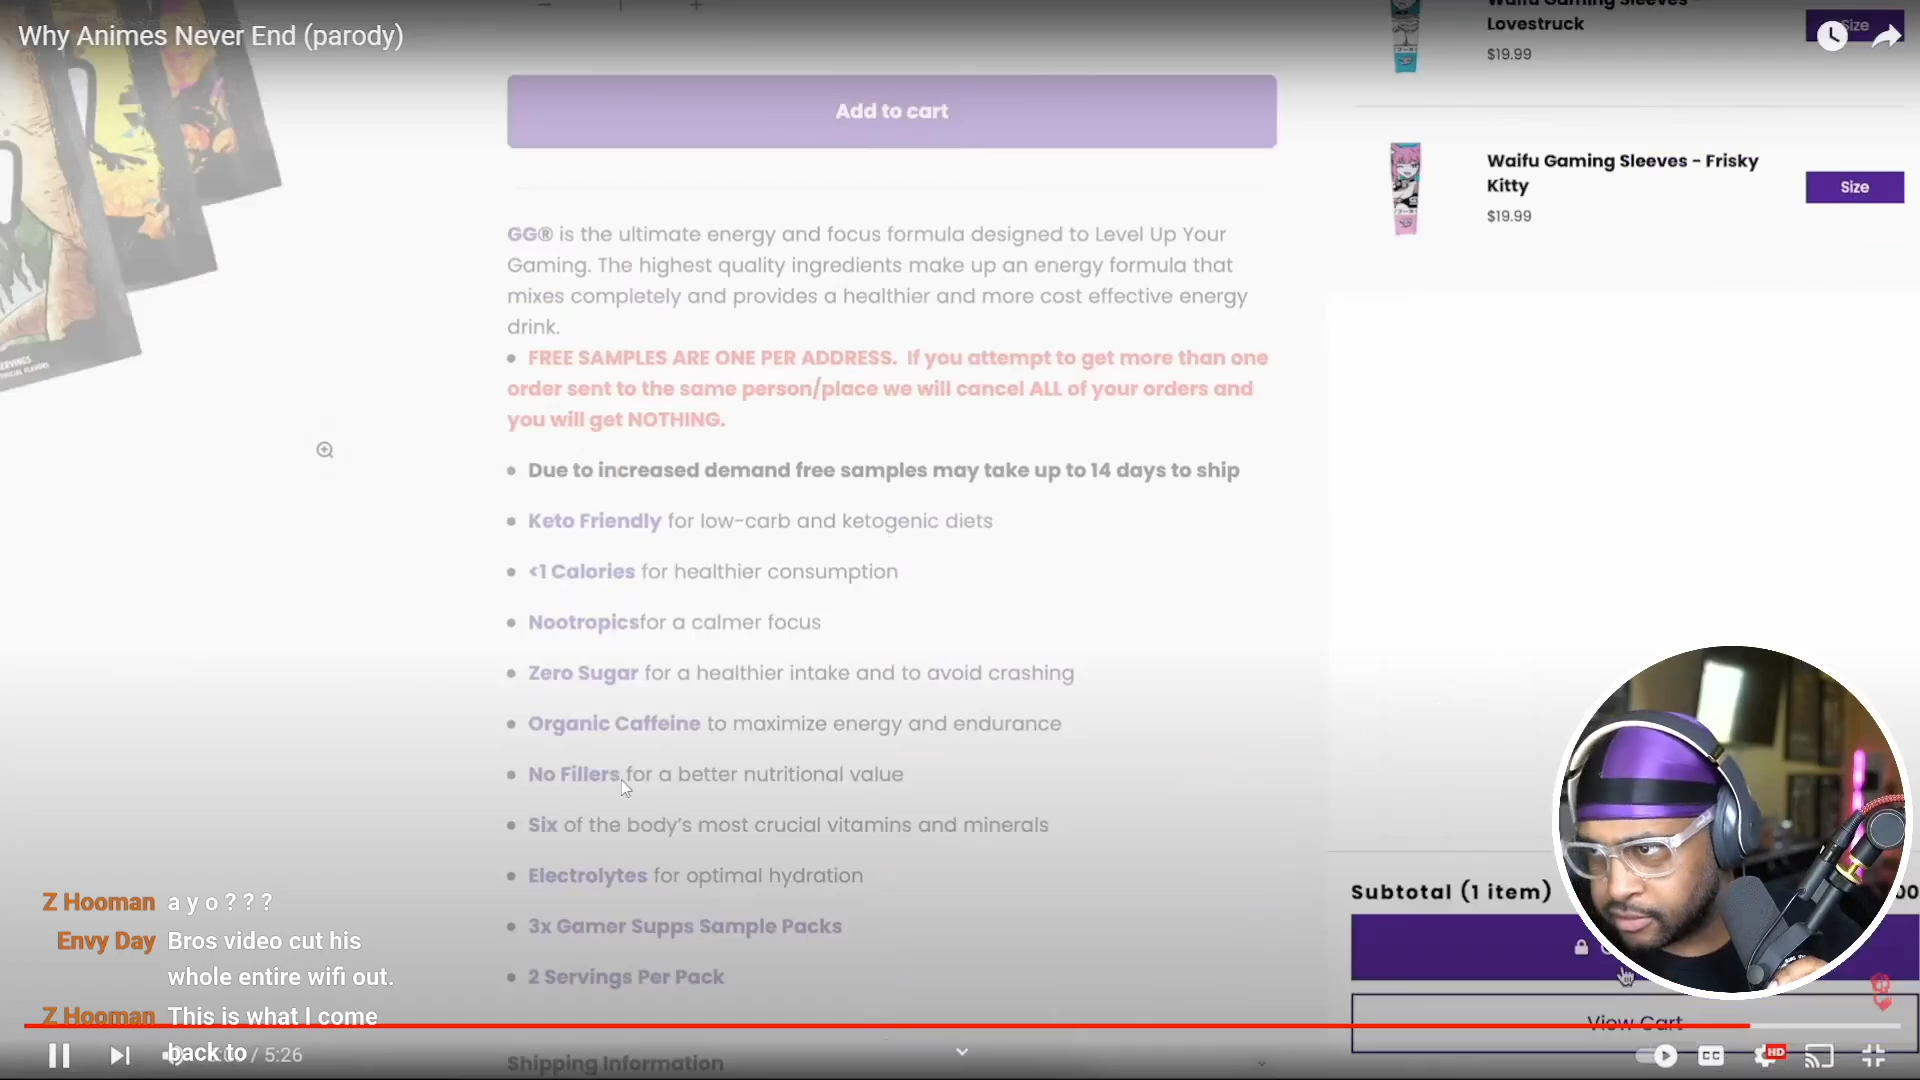 Why Animes Never End (parody)
Lovestruck
$19.99
Size
Add to cart
Waifu Gaming Sleeves - Frisky
Kitty
$19.99
Size
GG® is the ultimate energy and focus formula designed to Level Up Your
Gaming. The highest quality ingredients make up an energy formula that
mixes completely and provides a healthier and more cost effective energy
drink.
• FREE SAMPLES ARE ONE PER ADDRESS. If you attempt to get more than one
order sent to the same person/place we will cancel ALL of your orders and
you will get NOTHING.
• Due to increased demand free samples may take up to 14 days to ship
• Keto Friendly for low-carb and ketogenic diets
• <1 Calories for healthier consumption
• Nootropicsfor a calmer focus
• Zero Sugar for a healthier intake and to avoid crashing
• Organic Caffeine to maximize energy and endurance
• No Fillers for a better nutritional value
• Six of the body's most crucial vitamins and minerals
• Electrolytes for optimal hydration
• 3x Gamer Supps Sample Packs
• 2 Servings Per Pack
Shipping Information
Subtotal (1 item)
View Cart
Z Hooman a y o ? ? ?
Envy Day Bros video cut his
whole entire wifi out.
Z Hooman This is what I come
back to
/ 5:26
CC
HD